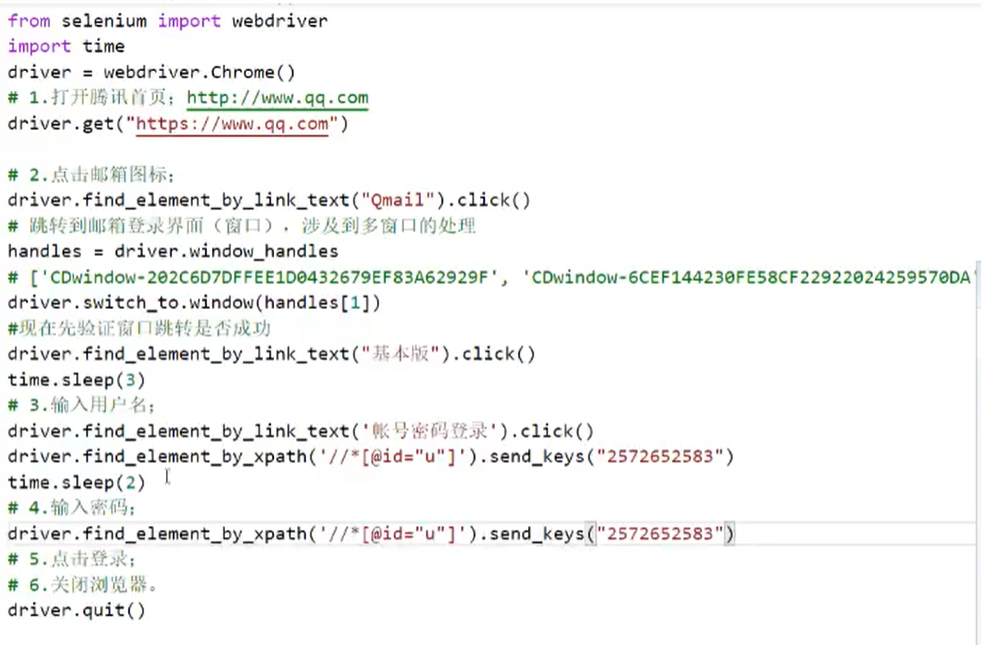 from selenium import webdriver
import time
driver = webdriver.Chrome()
# 1.打开腾讯首页；http://www.qq.com
driver.get("https://www.qq.com")
# 2.点击邮箱图标；
driver.find_element_by_link_text("Qmail").click()
# 跳转到邮箱登录界面（窗口），涉及到多窗口的处理
handles = driver.window_handles
# ['CDwindow-202C6D7DFFEE1D0432679EF83A62929F', 'CDwindow-6CEF144230FE58CF22922024259570DA'
driver.switch_to.window(handles[1])
#现在先验证窗口跳转是否成功
driver.find_element_by_link_text("基本版").click()
time.sleep(3)
# 3.输入用户名；
driver.find_element_by_link_text('帐号密码登录').click()
driver.find_element_by_xpath('//*[@id="u"]').send_keys("2572652583")
time.sleep(2)
# 4.输入密码；
driver.find_element_by_xpath('//*[@id="u"]').send_keys("2572652583")
# 5.点击登录；
# 6.关闭浏览器。
driver.quit()